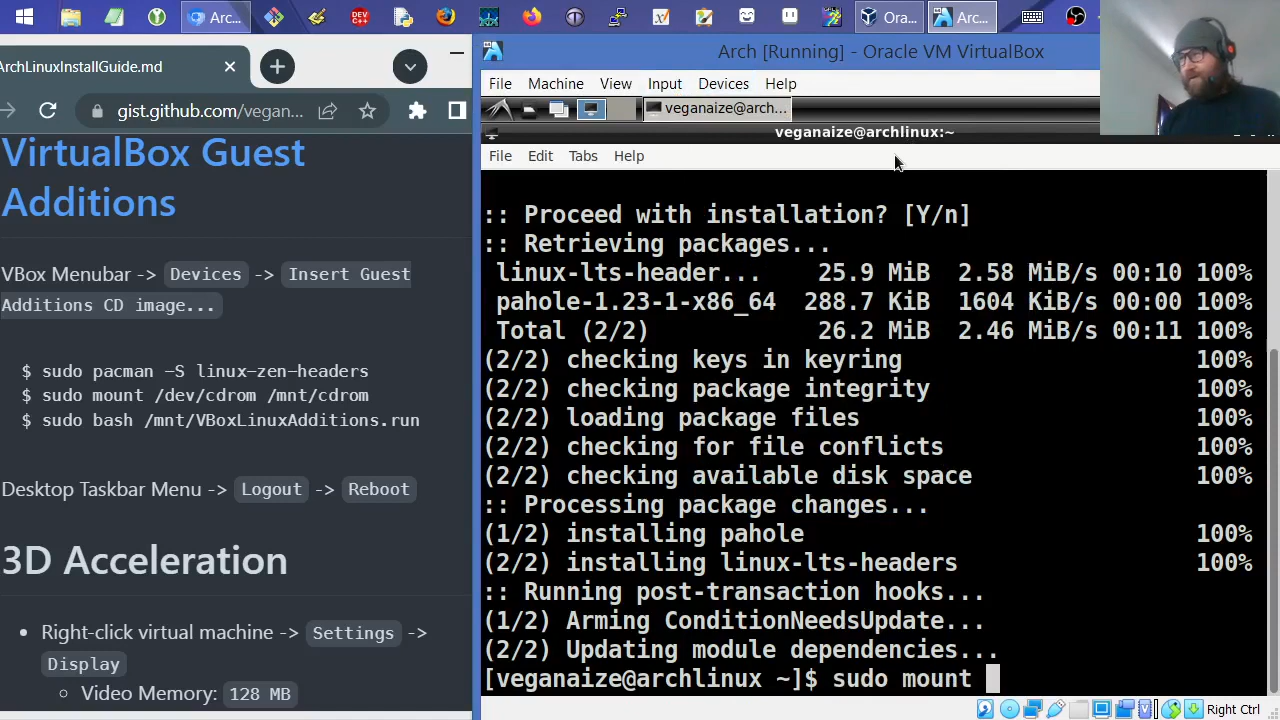 Arc...
Ora...
Arc...
ArchLinuxInstallGuide.md
Arch [Running] - Oracle VM VirtualBox
gist.github.com/vegan...
File Machine View Input Devices Help
veganaize@arch...
veganaize@archlinux:~
File Edit Tabs Help
VirtualBox Guest
Additions
VBox Menubar -> Devices -> Insert Guest
Additions CD image...
$ sudo pacman -S linux-zen-headers
$ sudo mount /dev/cdrom /mnt/cdrom
$ sudo bash /mnt/VBoxLinuxAdditions.run
Desktop Taskbar Menu -> Logout -> Reboot
3D Acceleration
Right-click virtual machine -> Settings ->
Display
Video Memory: 128 MB
:: Proceed with installation? [Y/n]
:: Retrieving packages...
linux-lts-header... 25.9 MiB 2.58 MiB/s 00:10 100%
pahole-1.23-1-x86_64 288.7 KiB 1604 KiB/s 00:00 100%
Total (2/2) 26.2 MiB 2.46 MiB/s 00:11 100%
(2/2) checking keys in keyring 100%
(2/2) checking package integrity 100%
(2/2) loading package files 100%
(2/2) checking for file conflicts 100%
(2/2) checking available disk space 100%
:: Processing package changes...
(1/2) installing pahole 100%
(2/2) installing linux-lts-headers 100%
:: Running post-transaction hooks...
(1/2) Arming ConditionNeedsUpdate...
(2/2) Updating module dependencies...
[veganaize@archlinux ~]$ sudo mount
Right Ctrl